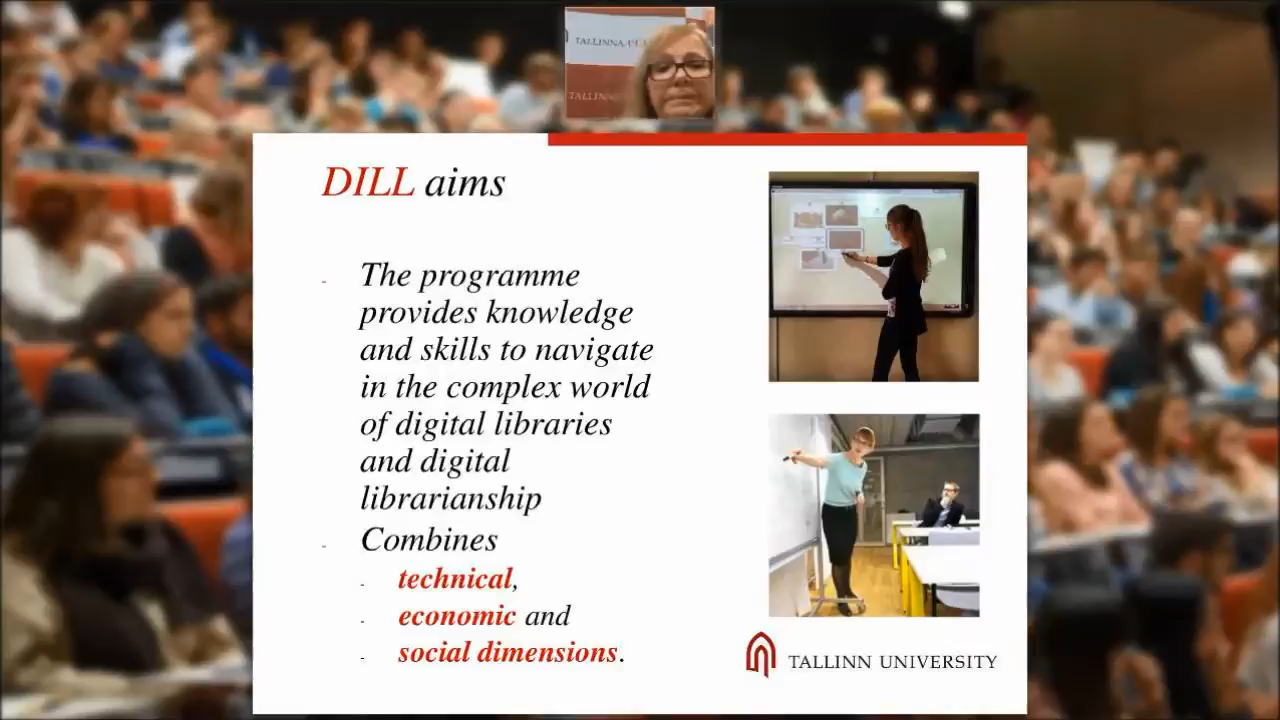 TALLINN
DILL aims
- The programme
provides knowledge
and skills to navigate
in the complex world
of digital libraries
and digital
librarianship
- Combines
- technical,
- economic and
- social dimensions.
TALLINN UNIVERSITY